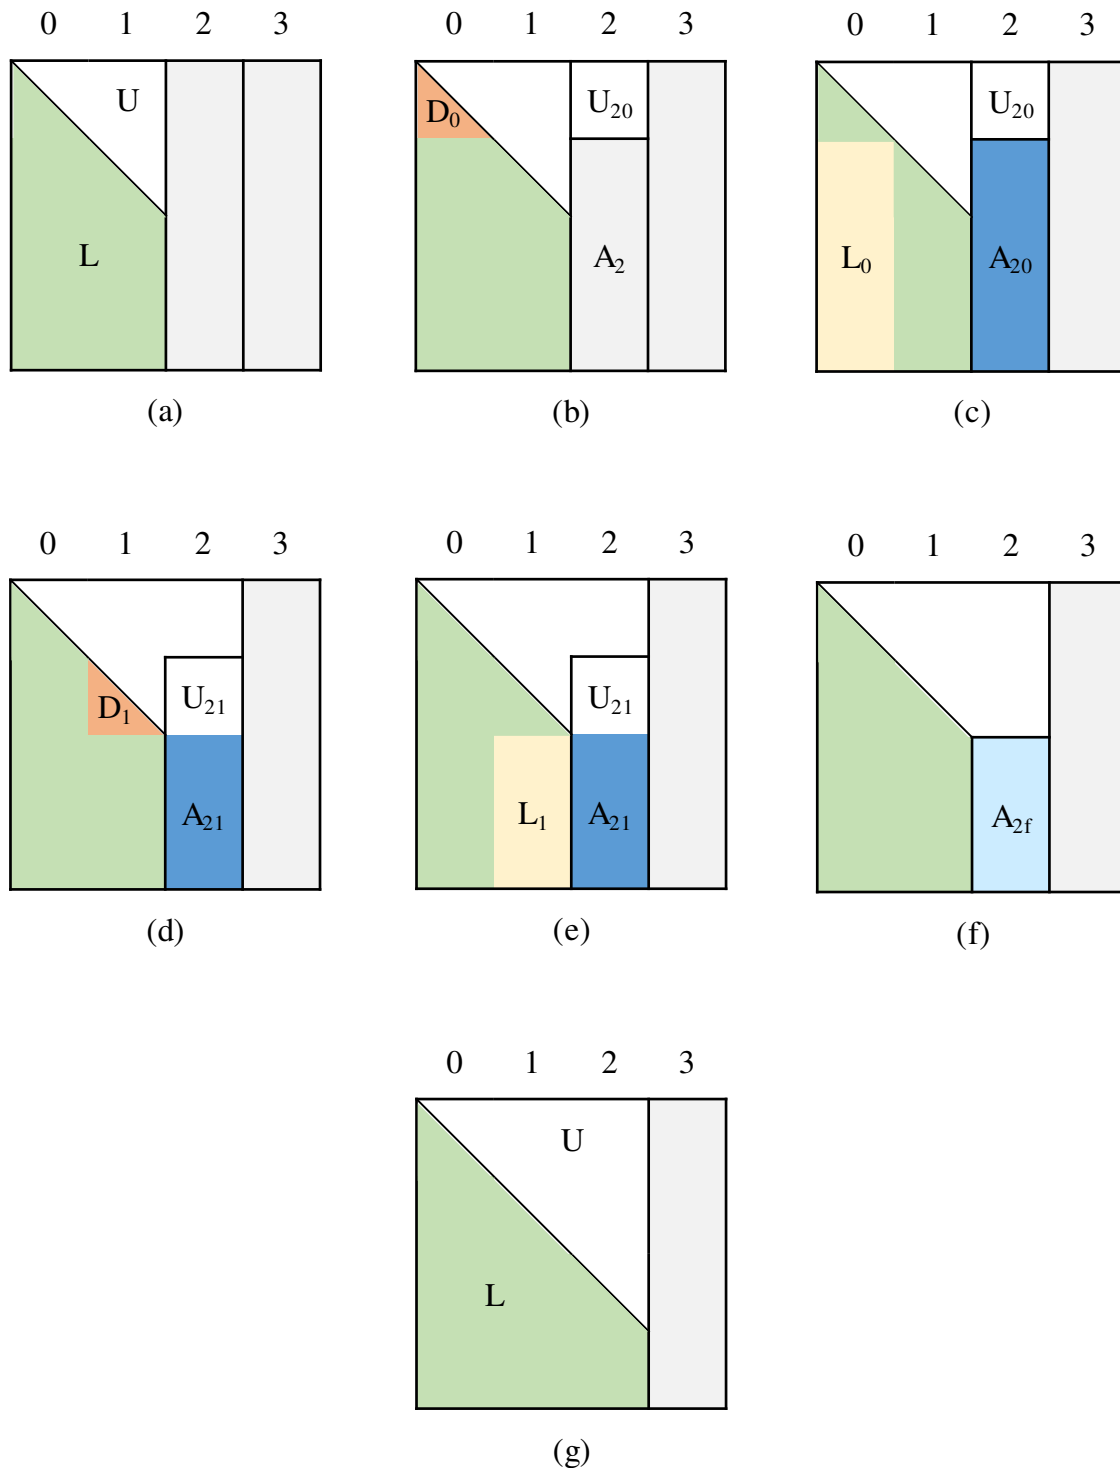 0 1 2 3 0 1 2 3 0 1 2 3
U U₂₀ U₂₀
D₀
L A₂ L₀ A₂₀
(a) (b) (c)
0 1 2 3 0 1 2 3 0 1 2 3
D₁ U₂₁ U₂₁
A₂₁ L₁ A₂₁ A₂f
(d) (e) (f)
0 1 2 3
U
L
(g)